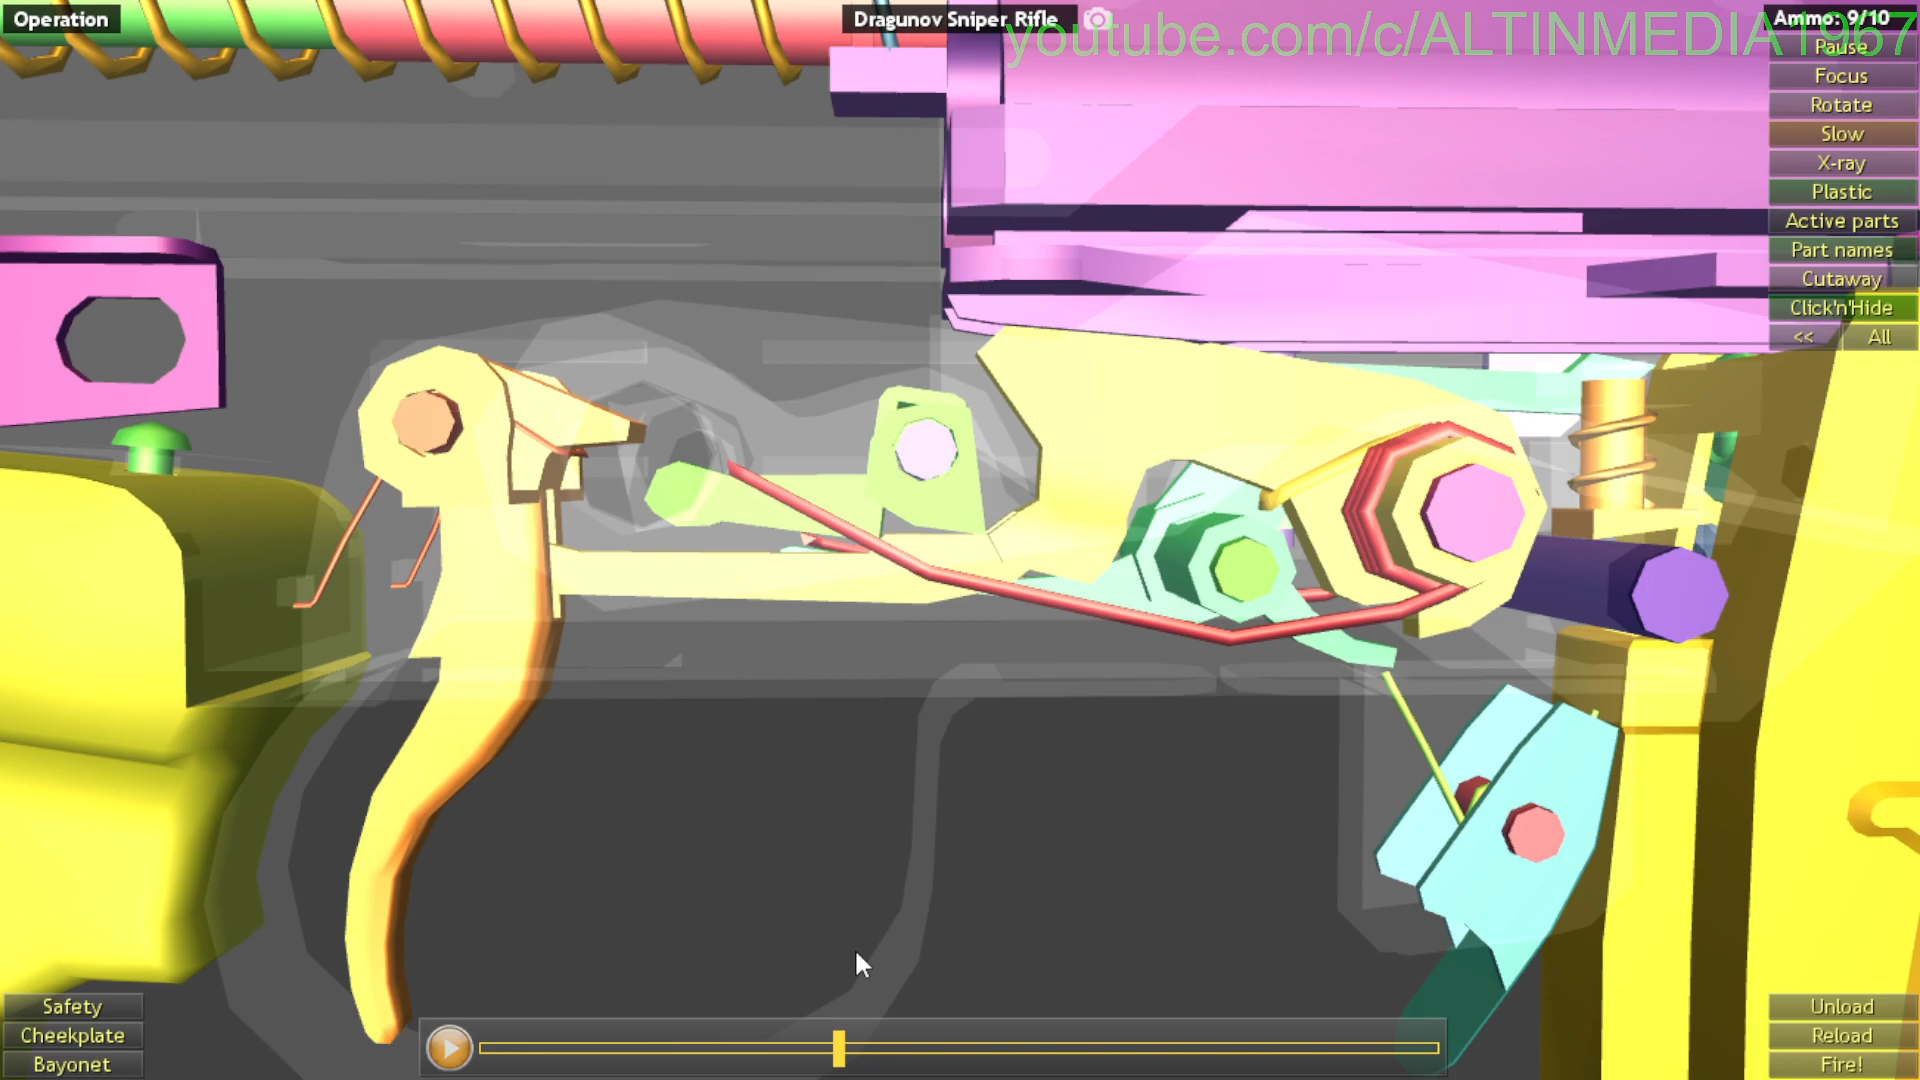 Operation
Dragunov Sniper Rifle
Ammo: 9/10
youtube.com/c/ALTINMEDIA1967
Pause
Focus
Rotate
Slow
X-ray
Plastic
Active parts
Part names
Cutaway
Click'n'Hide
<< All
Safety
Cheekplate
Bayonet
Unload
Reload
Fire!